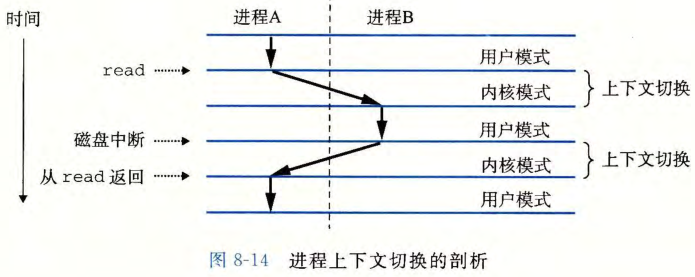 时间
进程A 进程B
用户模式
read
内核模式 上下文切换
用户模式
磁盘中断
内核模式 上下文切换
从 read 返回
用户模式
图 8-14 进程上下文切换的剖析